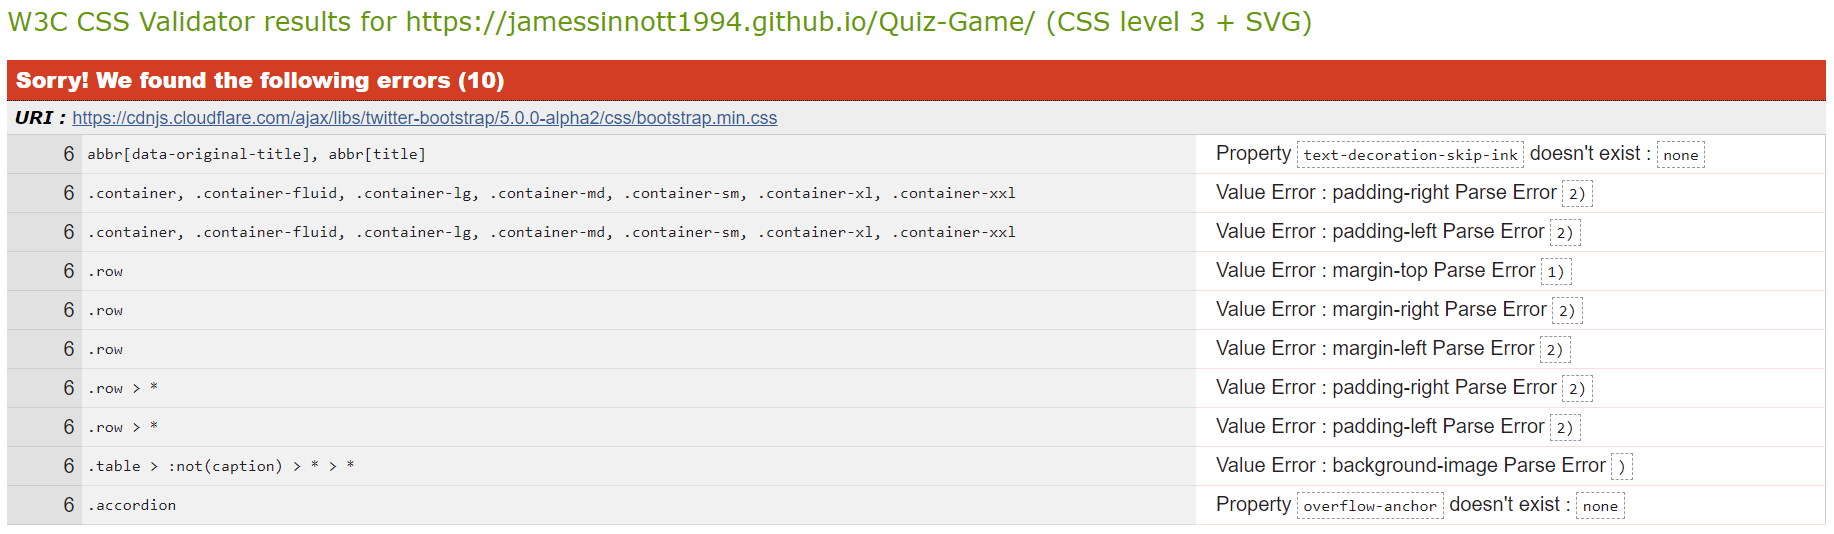 W3C CSS Validator results for https://jamessinnott1994.github.io/Quiz-Game/ (CSS level 3 + SVG)
Sorry! We found the following errors (10)
URI : https://cdnjs.cloudflare.com/ajax/libs/twitter-bootstrap/5.0.0-alpha2/css/bootstrap.min.css
6 abbr[data-original-title], abbr[title] Property text-decoration-skip-ink doesn't exist : none
6 .container, .container-fluid, .container-lg, .container-md, .container-sm, .container-xl, .container-xxl Value Error : padding-right Parse Error 2)
6 .container, .container-fluid, .container-lg, .container-md, .container-sm, .container-xl, .container-xxl Value Error : padding-left Parse Error 2)
6 .row Value Error : margin-top Parse Error 1)
6 .row Value Error : margin-right Parse Error 2)
6 .row Value Error : margin-left Parse Error 2)
6 .row > * Value Error : padding-right Parse Error 2)
6 .row > * Value Error : padding-left Parse Error 2)
6 .table > :not(caption) > * > * Value Error : background-image Parse Error )
6 .accordion Property overflow-anchor doesn't exist : none